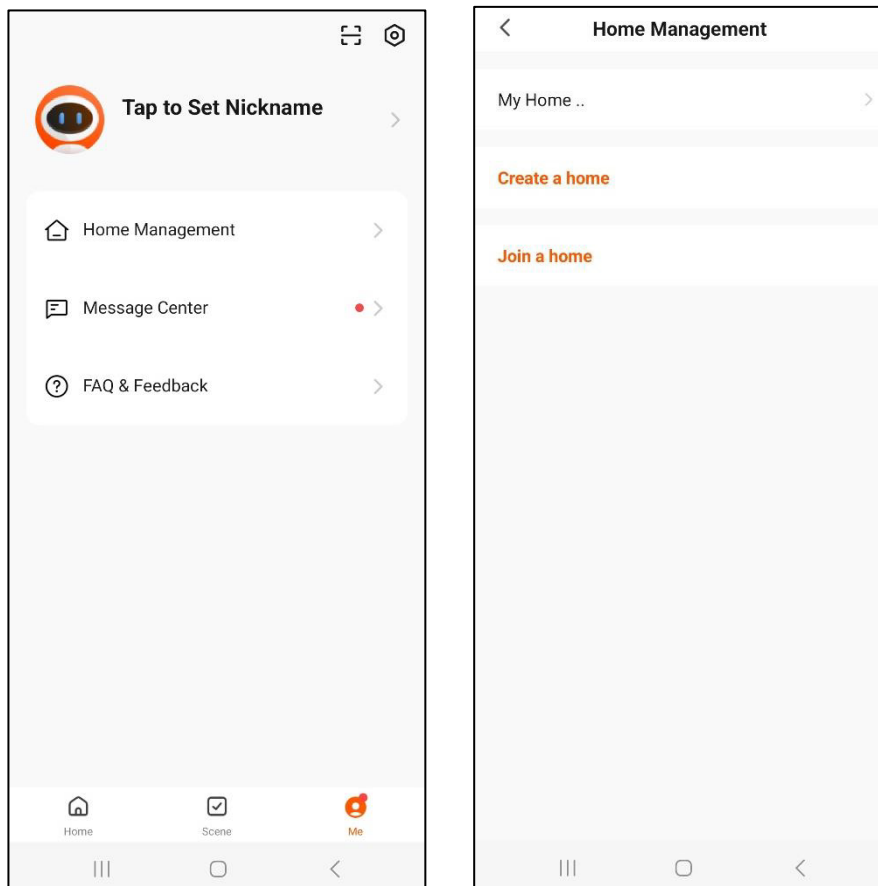 Tap to Set Nickname
Home Management
Message Center
FAQ & Feedback
Home
Scene
Me
Home Management
My Home ..
Create a home
Join a home